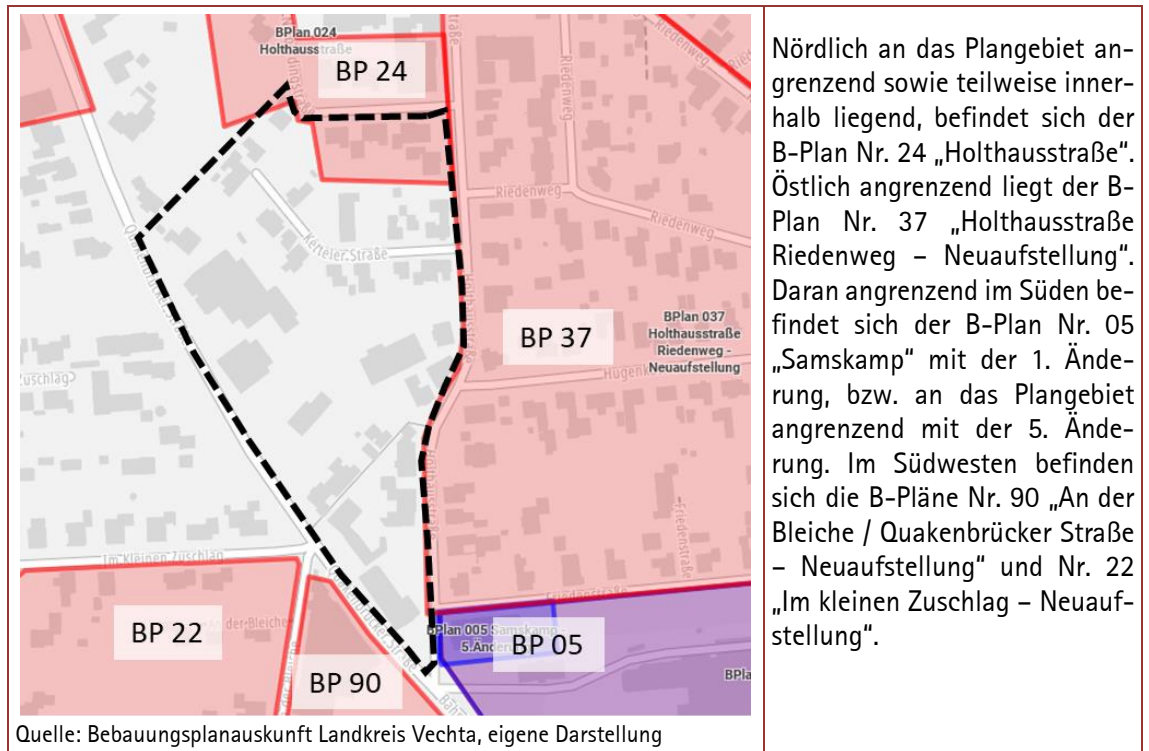 BPlan 024
Holthausstraße
BP 24
Riedenweg
Riedenweg
Riedenweg
Kerteler Straße
BP 37
BPlan 037
Holthausstraße
Riedenweg -
Neuaufstellung
Im Kleinen Zuschlag
Friedenstraße
BP 22
BP 90
BPlan 005 Samskamp -
BP 05
Quakenbrücker Straße
Nördlich an das Plangebiet an-
grenzend sowie teilweise inner-
halb liegend, befindet sich der
B-Plan Nr. 24 „Holthausstraße“.
Östlich angrenzend liegt der B-
Plan Nr. 37 „Holthausstraße
Riedenweg – Neuaufstellung“.
Daran angrenzend im Süden be-
findet sich der B-Plan Nr. 05
„Samskamp“ mit der 1. Ände-
rung, bzw. an das Plangebiet
angrenzend mit der 5. Ände-
rung. Im Südwesten befinden
sich die B-Pläne Nr. 90 „An der
Bleiche / Quakenbrücker Straße
– Neuaufstellung“ und Nr. 22
„Im kleinen Zuschlag – Neuauf-
stellung“.
Quelle: Bebauungsplanauskunft Landkreis Vechta, eigene Darstellung